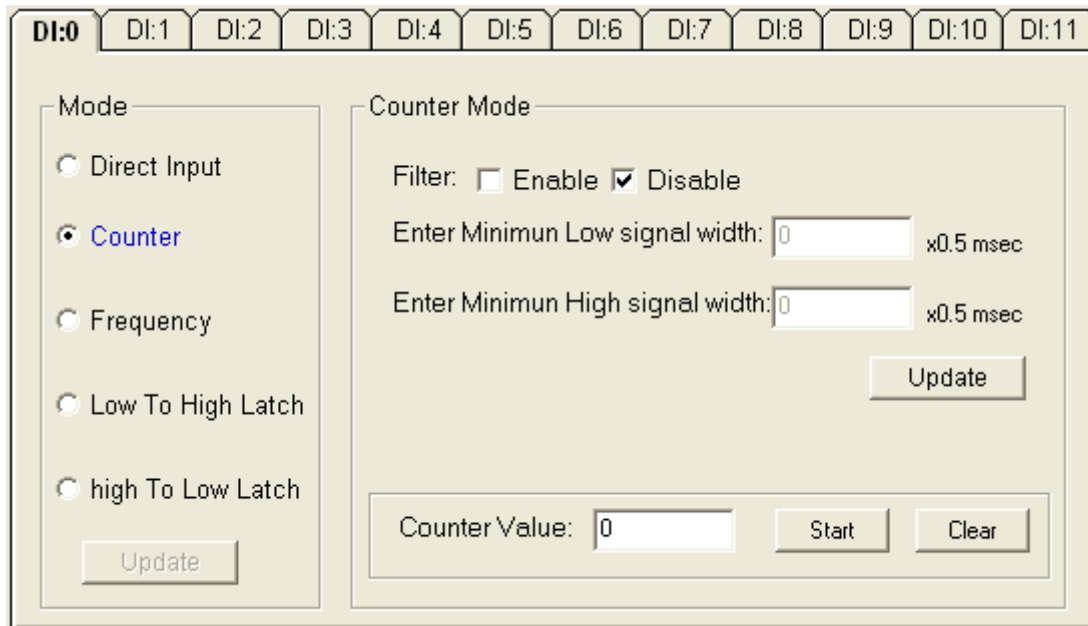 DI:0 DI:1 DI:2 DI:3 DI:4 DI:5 DI:6 DI:7 DI:8 DI:9 DI:10 DI:11
Mode
Direct Input
Counter
Frequency
Low To High Latch
high To Low Latch
Update
Counter Mode
Filter: Enable Disable
Enter Minimun Low signal width: 0 x0.5 msec
Enter Minimun High signal width: 0 x0.5 msec
Update
Counter Value: 0 Start Clear